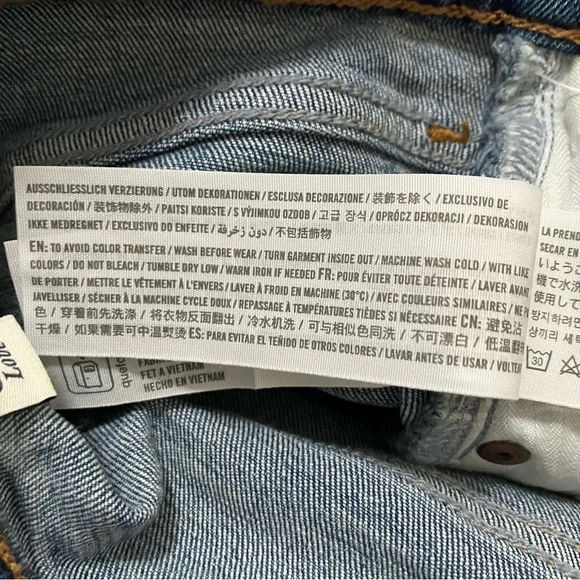 AUSSCHLIESSLICH VERZIERUNG / UTOM DEKORATIONEN / ESCLUSA DECORAZIONE / 装飾を除く / EXCLUSIVO DE
DECORACIÓN / 装饰物除外 / PAITSI KORISTE / S VÝJIMKOU OZDOB / 고급 장식 / OPRÓCZ DEKORACJI / DEKORASJON
IKKE MEDREGNET / EXCLUSIVO DO ENFEITE / دون زخرفة / 不包括飾物
EN: TO AVOID COLOR TRANSFER / WASH BEFORE WEAR / TURN GARMENT INSIDE OUT / MACHINE WASH COLD / WITH LIKE
COLORS / DO NOT BLEACH / TUMBLE DRY LOW / WARM IRON IF NEEDED FR: POUR ÉVITER TOUTE DÉTEINTE / LAVER AVANT
DE PORTER / METTRE LE VÊTEMENT À L'ENVERS / LAVER À FROID EN MACHINE (30°C) / AVEC COULEURS SIMILAIRES / NE
JAVELLISER / SÉCHER À LA MACHINE CYCLE DOUX / REPASSAGE À TEMPÉRATURES TIÈDES SI NÉCESSAIRE CN: 避免沾
色 / 穿着前先洗涤 / 将衣物反面翻出 / 冷水机洗 / 可与相似色同洗 / 不可漂白 / 低温翻
干燥 / 如果需要可中温熨烫 ES: PARA EVITAR EL TEÑIDO DE OTROS COLORES / LAVAR ANTES DE USAR / VOLTEA
FET A VIETNAM
HECHO EN VIETNAM
LA PREND
SECAR EN
いように
機で水洗
使用して
방지하려면
상끼리 세탁
30